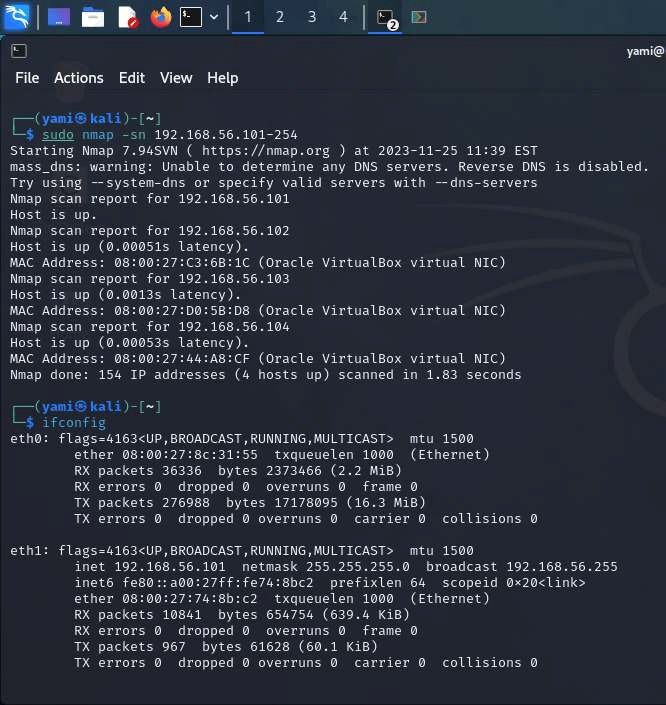 1 2 3 4 2
yami@
File Actions Edit View Help
┌──(yami㉿kali)-[~]
└─$ sudo nmap -sn 192.168.56.101-254
Starting Nmap 7.94SVN ( https://nmap.org ) at 2023-11-25 11:39 EST
mass_dns: warning: Unable to determine any DNS servers. Reverse DNS is disabled.
Try using --system-dns or specify valid servers with --dns-servers
Nmap scan report for 192.168.56.101
Host is up.
Nmap scan report for 192.168.56.102
Host is up (0.00051s latency).
MAC Address: 08:00:27:C3:6B:1C (Oracle VirtualBox virtual NIC)
Nmap scan report for 192.168.56.103
Host is up (0.0013s latency).
MAC Address: 08:00:27:D0:5B:D8 (Oracle VirtualBox virtual NIC)
Nmap scan report for 192.168.56.104
Host is up (0.00053s latency).
MAC Address: 08:00:27:44:A8:CF (Oracle VirtualBox virtual NIC)
Nmap done: 154 IP addresses (4 hosts up) scanned in 1.83 seconds
┌──(yami㉿kali)-[~]
└─$ ifconfig
eth0: flags=4163<UP,BROADCAST,RUNNING,MULTICAST>  mtu 1500
        ether 08:00:27:8c:31:55  txqueuelen 1000  (Ethernet)
        RX packets 36336  bytes 2373466 (2.2 MiB)
        RX errors 0  dropped 0  overruns 0  frame 0
        TX packets 276988  bytes 17178095 (16.3 MiB)
        TX errors 0  dropped 0 overruns 0  carrier 0  collisions 0
eth1: flags=4163<UP,BROADCAST,RUNNING,MULTICAST>  mtu 1500
        inet 192.168.56.101  netmask 255.255.255.0  broadcast 192.168.56.255
        inet6 fe80::a00:27ff:fe74:8bc2  prefixlen 64  scopeid 0×20<link>
        ether 08:00:27:74:8b:c2  txqueuelen 1000  (Ethernet)
        RX packets 10841  bytes 654754 (639.4 KiB)
        RX errors 0  dropped 0  overruns 0  frame 0
        TX packets 967  bytes 61628 (60.1 KiB)
        TX errors 0  dropped 0 overruns 0  carrier 0  collisions 0